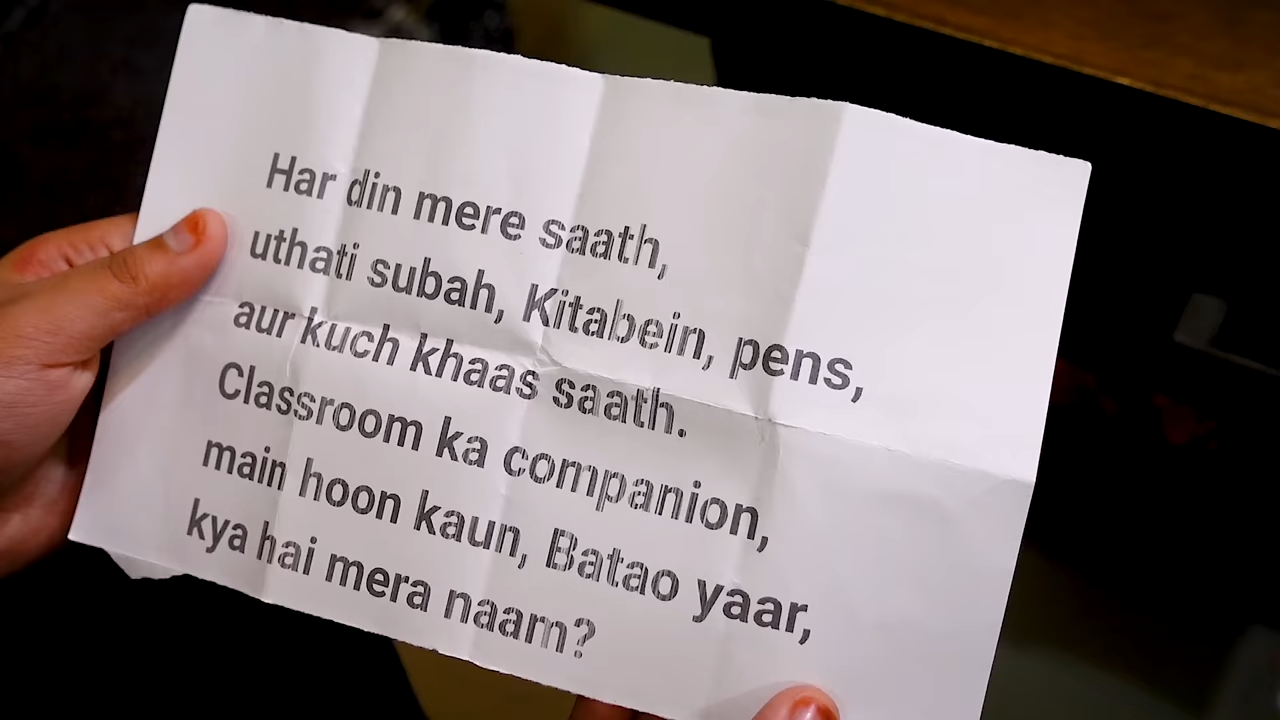 Har din mere saath,
uthati subah, Kitabein, pens,
aur kuch khaas saath.
Classroom ka companion,
main hoon kaun, Batao yaar,
kya hai mera naam?